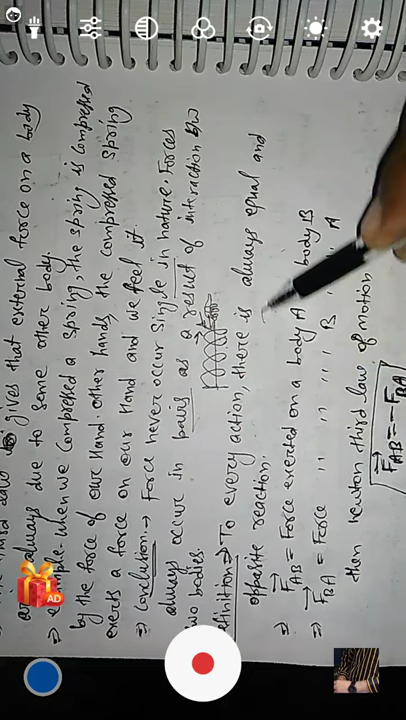 law gives that external force on a body
always due to some other body.
⇒ example. When we compressed a spring, the spring is compressed
by the force of our Hand. Other hand, the compressed spring
exerts a force on our Hand and we feel it.
⇒ Conclusion → Force never occur single in nature. Forces
always occur in pairs as a result of interaction b/w
two bodies.
Definition ⇒ To every action, there is always equal and
opposite reaction.
⇒ F⃗AB = Force exerted on a body A body B
⇒ F⃗BA = Force '' '' '' '' B '' A
then newton third law of motion
F⃗AB = -F⃗BA
AD